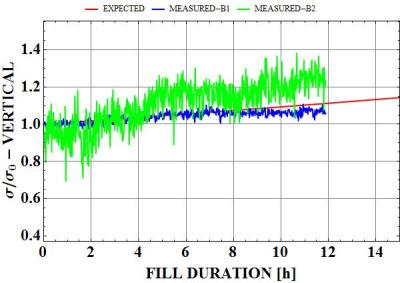 EXPECTED MEASURED-B1 MEASURED-B2
1.4
1.2
1.0
0.8
0.6
0.4
σ/σ0 - VERTICAL
0 2 4 6 8 10 12 14
FILL DURATION [h]